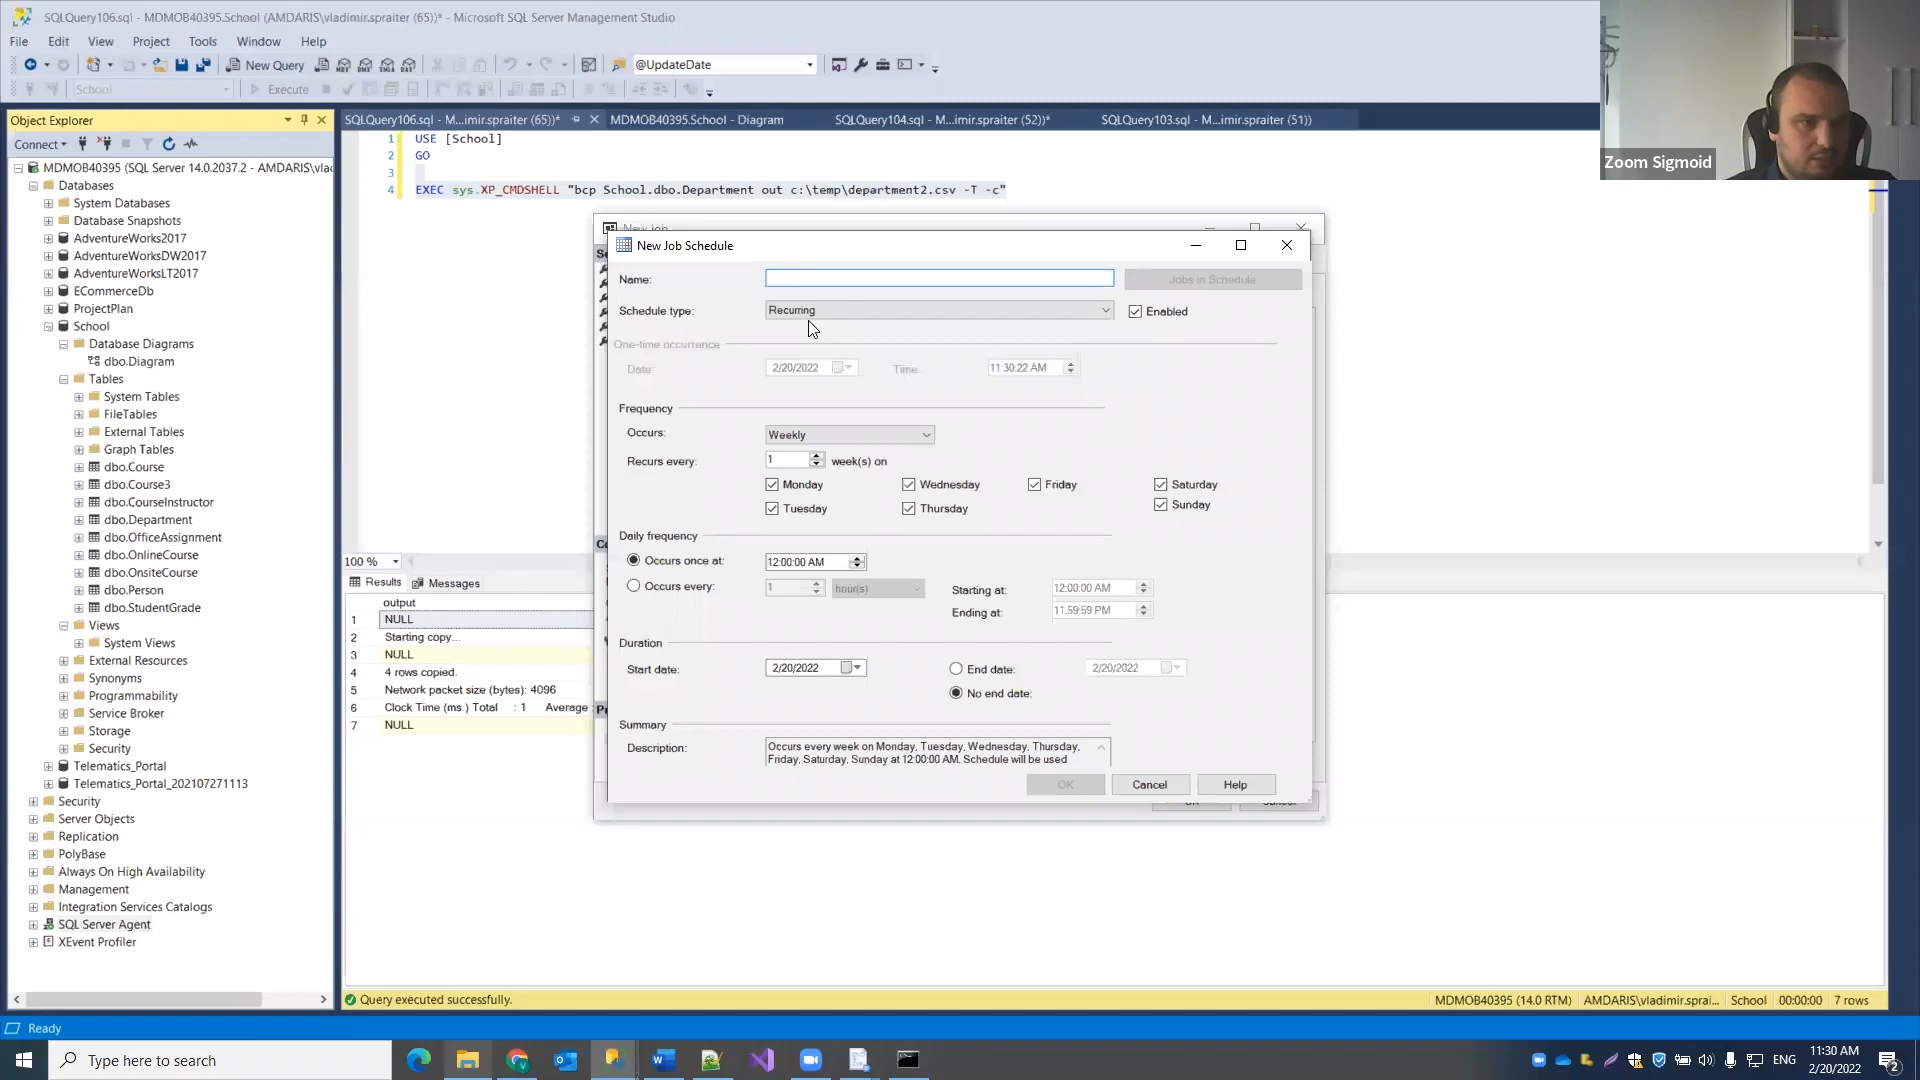 SQLQuery106.sql - MDMOB40395.School (AMDARIS\vladimir.spraiter (65))* - Microsoft SQL Server Management Studio
File Edit View Project Tools Window Help
New Query @UpdateDate
School Execute
Object Explorer
Connect
SQLQuery106.sql - M...imir.spraiter (65))* MDMOB40395.School - Diagram SQLQuery104.sql - M...imir.spraiter (52))* SQLQuery103.sql - M...imir.spraiter (51))
1 USE [School]
2 GO
3
4 EXEC sys.XP_CMDSHELL "bcp School.dbo.Department out c:\temp\department2.csv -T -c"
Zoom Sigmoid
MDMOB40395 (SQL Server 14.0.2037.2 - AMDARIS\vlac
Databases
System Databases
Database Snapshots
AdventureWorks2017
AdventureWorksDW2017
AdventureWorksLT2017
ECommerceDb
ProjectPlan
School
Database Diagrams
dbo.Diagram
Tables
System Tables
FileTables
External Tables
Graph Tables
dbo.Course
dbo.Course3
dbo.CourseInstructor
dbo.Department
dbo.OfficeAssignment
dbo.OnlineCourse
dbo.OnsiteCourse
dbo.Person
dbo.StudentGrade
Views
System Views
External Resources
Synonyms
Programmability
Service Broker
Storage
Security
Telematics_Portal
Telematics_Portal_202107271113
Security
Server Objects
Replication
PolyBase
Always On High Availability
Management
Integration Services Catalogs
SQL Server Agent
XEvent Profiler
New Job Schedule
Name: Jobs in Schedule
Schedule type: Recurring Enabled
One-time occurrence
Date: 2/20/2022 Time: 11:30:22 AM
Frequency
Occurs: Weekly
Recurs every: 1 week(s) on
Monday Wednesday Friday Saturday
Tuesday Thursday Sunday
Daily frequency
Occurs once at: 12:00:00 AM
Occurs every: 1 hour(s) Starting at: 12:00:00 AM
Ending at: 11:59:59 PM
Duration
Start date: 2/20/2022 End date: 2/20/2022
No end date:
Summary
Description: Occurs every week on Monday, Tuesday, Wednesday, Thursday,
Friday, Saturday, Sunday at 12:00:00 AM. Schedule will be used
OK Cancel Help
100 %
Results Messages
output
1 NULL
2 Starting copy...
3 NULL
4 4 rows copied.
5 Network packet size (bytes): 4096
6 Clock Time (ms.) Total : 1 Average
7 NULL
Query executed successfully. MDMOB40395 (14.0 RTM) AMDARIS\vladimir.sprai... School 00:00:00 7 rows
Ready
Type here to search
ENG 11:30 AM
2/20/2022
2